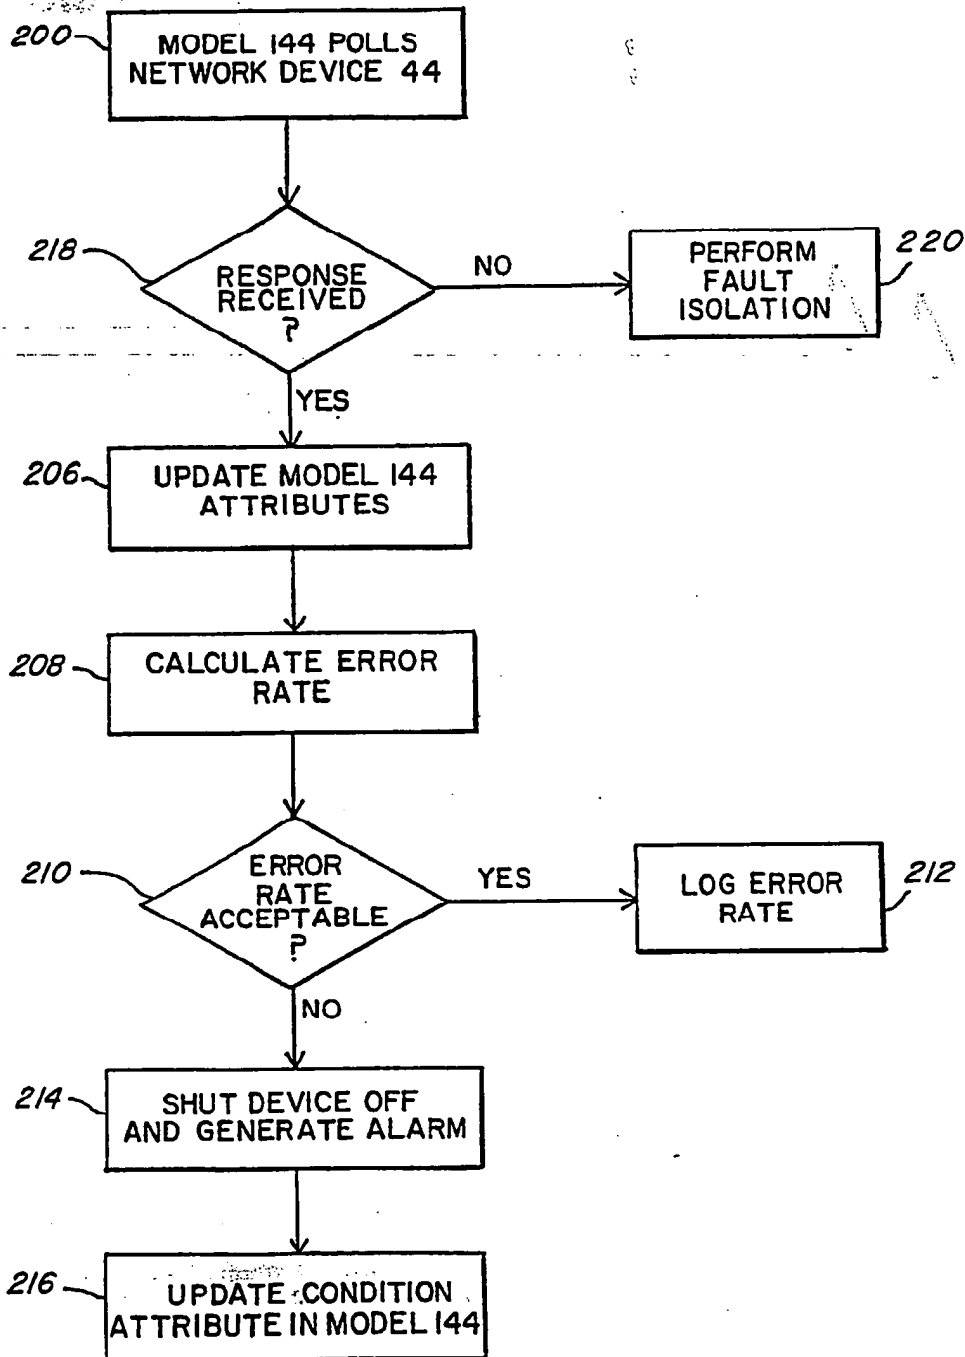 200
MODEL 144 POLLS
NETWORK DEVICE 44
218
RESPONSE
RECEIVED
?
NO
PERFORM
FAULT
ISOLATION
220
YES
206
UPDATE MODEL 144
ATTRIBUTES
208
CALCULATE ERROR
RATE
210
ERROR
RATE
ACCEPTABLE
?
YES
LOG ERROR
RATE
212
NO
214
SHUT DEVICE OFF
AND GENERATE ALARM
216
UPDATE CONDITION
ATTRIBUTE IN MODEL 144